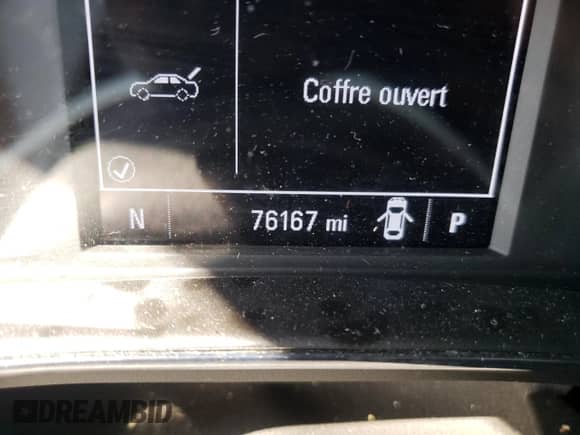 Coffre ouvert
N 76167 mi P
DREAMBID